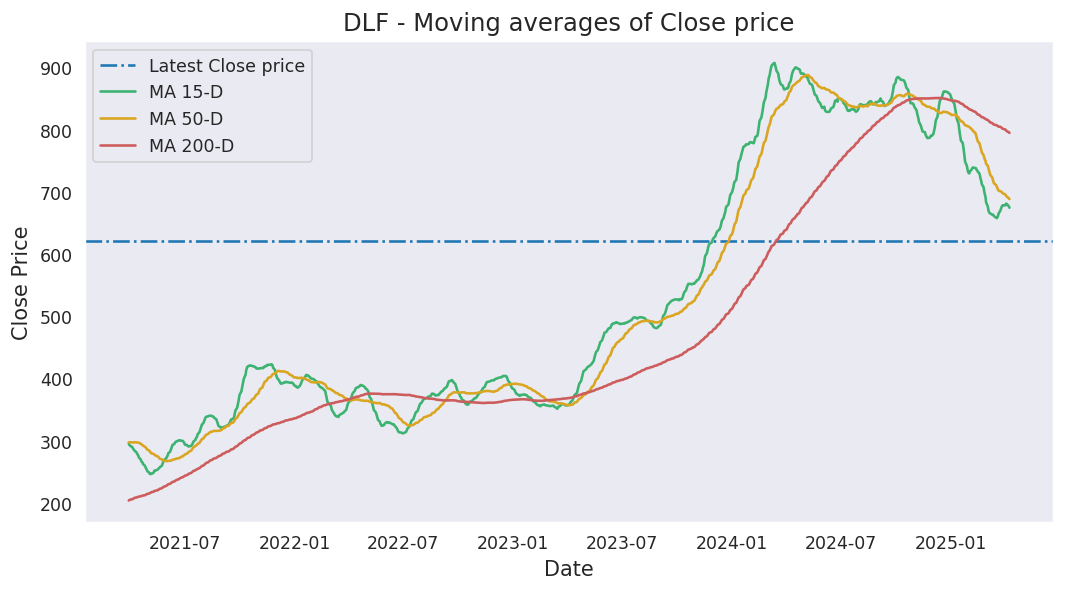 DLF - Moving averages of Close price
Latest Close price
MA 15-D
MA 50-D
MA 200-D
Close Price
900
800
700
600
500
400
300
200
2021-07 2022-01 2022-07 2023-01 2023-07 2024-01 2024-07 2025-01
Date